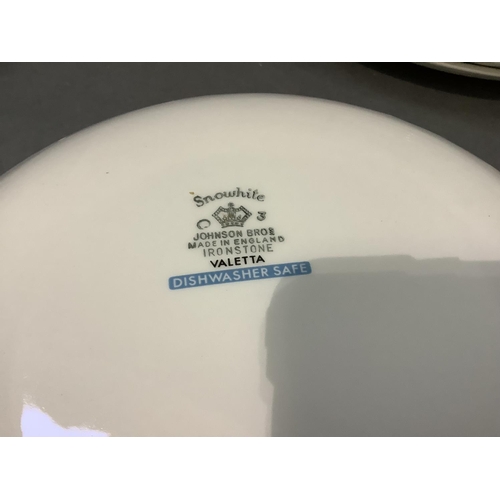 Snowhite
C 3
JOHNSON BROS
MADE IN ENGLAND
IRONSTONE
VALETTA
DISHWASHER SAFE